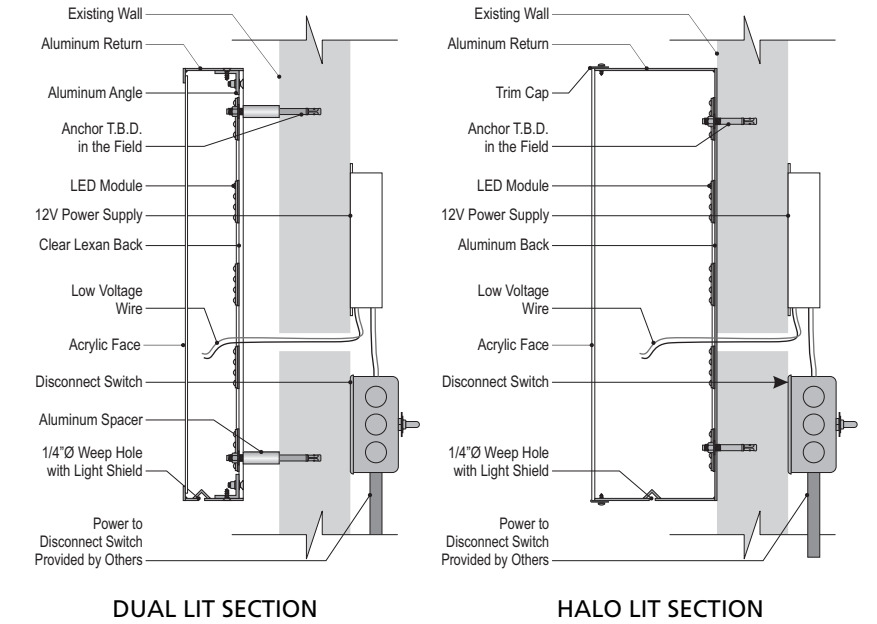 Existing Wall
Aluminum Return
Aluminum Angle
Anchor T.B.D.
in the Field
LED Module
12V Power Supply
Clear Lexan Back
Low Voltage
Wire
Acrylic Face
Disconnect Switch
Aluminum Spacer
1/4"Ø Weep Hole
with Light Shield
Power to
Disconnect Switch
Provided by Others
DUAL LIT SECTION
Existing Wall
Aluminum Return
Trim Cap
Anchor T.B.D.
in the Field
LED Module
12V Power Supply
Aluminum Back
Low Voltage
Wire
Acrylic Face
Disconnect Switch
1/4"Ø Weep Hole
with Light Shield
Power to
Disconnect Switch
Provided by Others
HALO LIT SECTION